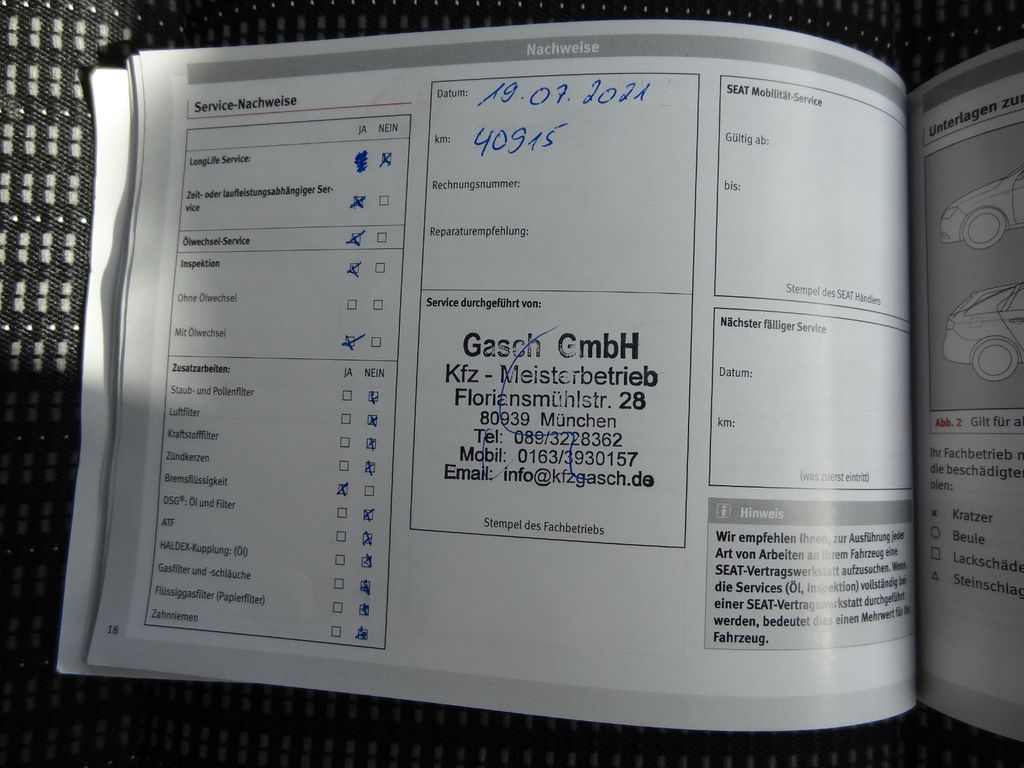 Nachweise
Service-Nachweise
JA NEIN
LongLife Service:
Zeit- oder laufleistungsabhängiger Ser-
vice
Ölwechsel-Service
Inspektion
Ohne Ölwechsel
Mit Ölwechsel
Zusatzarbeiten: JA NEIN
Staub- und Pollenfilter
Luftfilter
Kraftstofffilter
Zündkerzen
Bremsflüssigkeit
DSG®: Öl und Filter
ATF
HALDEX-Kupplung: (Öl)
Gasfilter und -schläuche
Flüssiggasfilter (Papierfilter)
Zahnriemen
18
Datum: 19.07.2021
km: 40915
Rechnungsnummer:
Reparaturempfehlung:
Service durchgeführt von:
Gasch GmbH
Kfz - Meisterbetrieb
Floriansmühlstr. 28
80939 München
Tel: 089/3228362
Mobil: 0163/3930157
Email: info@kfzgasch.de
Stempel des Fachbetriebs
SEAT Mobilität-Service
Gültig ab:
bis:
Stempel des SEAT Händlers
Nächster fälliger Service
Datum:
km:
(was zuerst eintritt)
i Hinweis
Wir empfehlen Ihnen, zur Ausführung jeder
Art von Arbeiten an Ihrem Fahrzeug eine
SEAT-Vertragswerkstatt aufzusuchen. Wenn
die Services (Öl, Inspektion) vollständig bei
einer SEAT-Vertragswerkstatt durchgeführt
werden, bedeutet dies einen Mehrwert für Ihr
Fahrzeug.
Unterlagen zur
Abb. 2 Gilt für al
Ihr Fachbetrieb
die beschädigten
olen:
× Kratzer
Beule
Lackschäde
Steinschlag